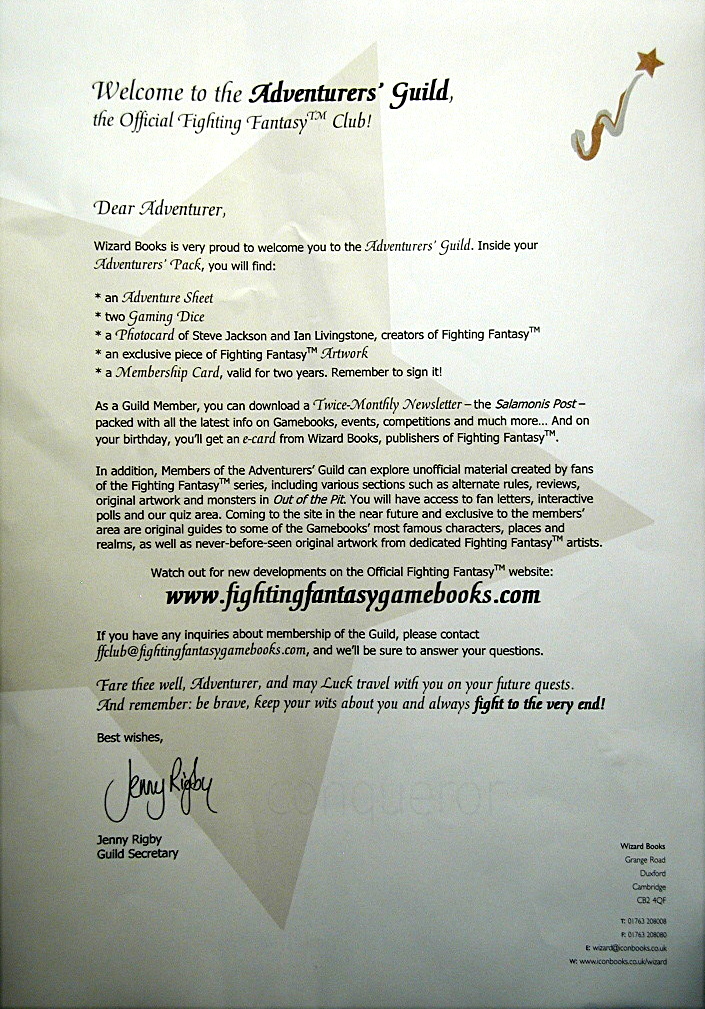 Welcome to the Adventurers' Guild,
the Official Fighting Fantasy™ Club!
Dear Adventurer,
Wizard Books is very proud to welcome you to the Adventurers' Guild. Inside your
Adventurers' Pack, you will find:
* an Adventure Sheet
* two Gaming Dice
* a Photocard of Steve Jackson and Ian Livingstone, creators of Fighting Fantasy™
* an exclusive piece of Fighting Fantasy™ Artwork
* a Membership Card, valid for two years. Remember to sign it!
As a Guild Member, you can download a Twice-Monthly Newsletter – the Salamonis Post –
packed with all the latest info on Gamebooks, events, competitions and much more... And on
your birthday, you'll get an e-card from Wizard Books, publishers of Fighting Fantasy™.
In addition, Members of the Adventurers' Guild can explore unofficial material created by fans
of the Fighting Fantasy™ series, including various sections such as alternate rules, reviews,
original artwork and monsters in Out of the Pit. You will have access to fan letters, interactive
polls and our quiz area. Coming to the site in the near future and exclusive to the members'
area are original guides to some of the Gamebooks' most famous characters, places and
realms, as well as never-before-seen original artwork from dedicated Fighting Fantasy™ artists.
Watch out for new developments on the Official Fighting Fantasy™ website:
www.fightingfantasygamebooks.com
If you have any inquiries about membership of the Guild, please contact
ffclub@fightingfantasygamebooks.com, and we'll be sure to answer your questions.
Fare thee well, Adventurer, and may Luck travel with you on your future quests.
And remember: be brave, keep your wits about you and always fight to the very end!
Best wishes,
Jenny Rigby
conqueror
Jenny Rigby
Guild Secretary
Wizard Books
Grange Road
Duxford
Cambridge
CB2 4QF
T: 01763 208008
F: 01763 208080
E: wizard@iconbooks.co.uk
W: www.iconbooks.co.uk/wizard